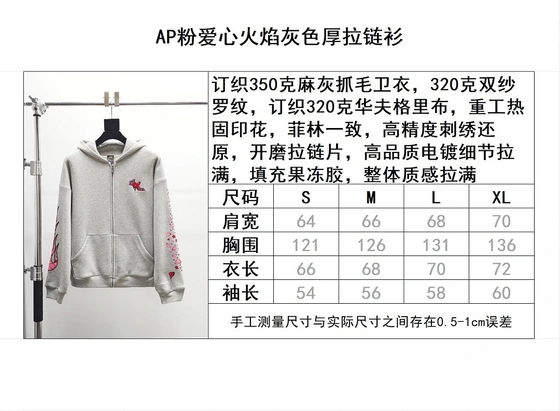 AP粉爱心火焰灰色厚拉链衫
订织350克麻灰抓毛卫衣，320克双纱
罗纹，订织320克华夫格里布，重工热
固印花，菲林一致，高精度刺绣还
原，开磨拉链片，高品质电镀细节拉
满，填充果冻胶，整体质感拉满
尺码 S M L XL
肩宽 64 66 68 70
胸围 121 126 131 136
衣长 66 68 70 72
袖长 54 56 58 60
手工测量尺寸与实际尺寸之间存在0.5-1cm误差